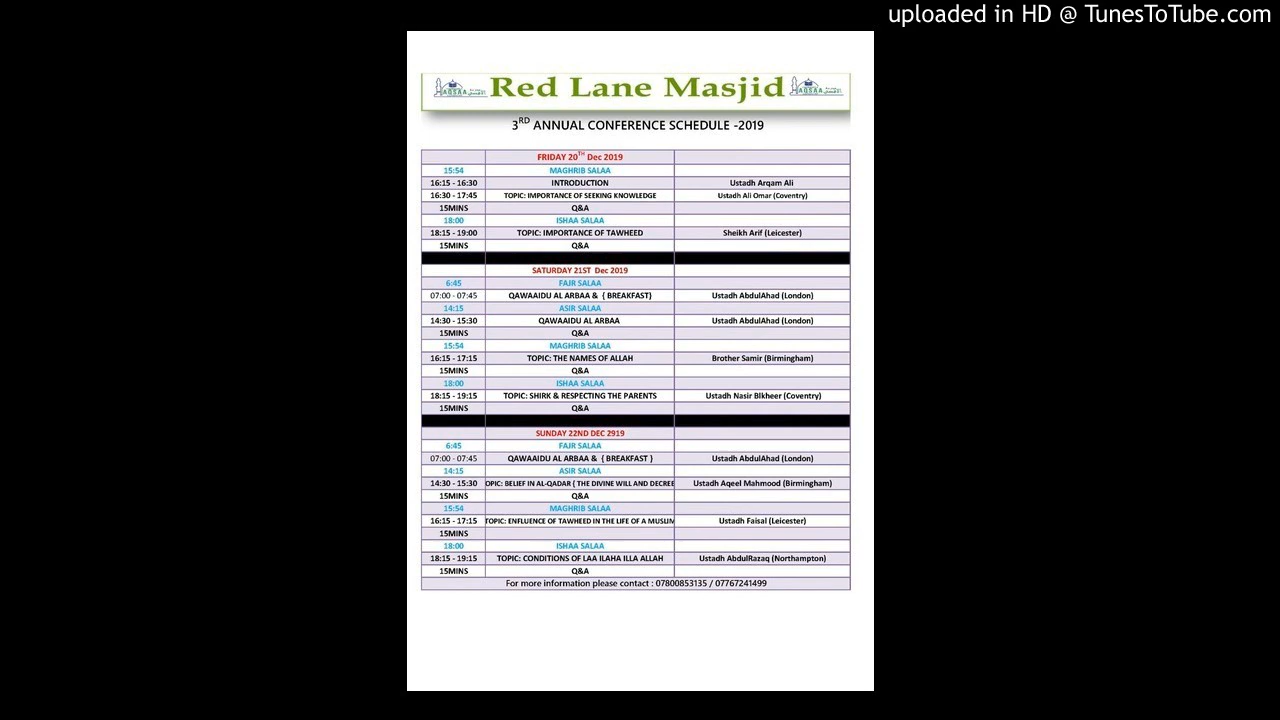 uploaded in HD @ TunesToTube.com
AQSAA Red Lane Masjid AQSAA
3RD ANNUAL CONFERENCE SCHEDULE -2019
FRIDAY 20TH Dec 2019
15:54 MAGHRIB SALAA
16:15 - 16:30 INTRODUCTION Ustadh Arqam Ali
16:30 - 17:45 TOPIC: IMPORTANCE OF SEEKING KNOWLEDGE Ustadh Ali Omar (Coventry)
15MINS Q&A
18:00 ISHAA SALAA
18:15 - 19:00 TOPIC: IMPORTANCE OF TAWHEED Sheikh Arif (Leicester)
15MINS Q&A
SATURDAY 21ST Dec 2019
6:45 FAJR SALAA
07:00 - 07:45 QAWAAIDU AL ARBAA & { BREAKFAST} Ustadh AbdulAhad (London)
14:15 ASIR SALAA
14:30 - 15:30 QAWAAIDU AL ARBAA Ustadh AbdulAhad (London)
15MINS Q&A
15:54 MAGHRIB SALAA
16:15 - 17:15 TOPIC: THE NAMES OF ALLAH Brother Samir (Birmingham)
15MINS Q&A
18:00 ISHAA SALAA
18:15 - 19:15 TOPIC: SHIRK & RESPECTING THE PARENTS Ustadh Nasir Blkheer (Coventry)
15MINS Q&A
SUNDAY 22ND DEC 2919
6:45 FAJR SALAA
07:00 - 07:45 QAWAAIDU AL ARBAA & { BREAKFAST } Ustadh AbdulAhad (London)
14:15 ASIR SALAA
14:30 - 15:30 OPIC: BELIEF IN AL-QADAR { THE DIVINE WILL AND DECREE Ustadh Aqeel Mahmood (Birmingham)
15MINS Q&A
15:54 MAGHRIB SALAA
16:15 - 17:15 TOPIC: ENFLUENCE OF TAWHEED IN THE LIFE OF A MUSLIM Ustadh Faisal (Leicester)
15MINS
18:00 ISHAA SALAA
18:15 - 19:15 TOPIC: CONDITIONS OF LAA ILAHA ILLA ALLAH Ustadh AbdulRazaq (Northampton)
15MINS Q&A
For more information please contact : 07800853135 / 07767241499